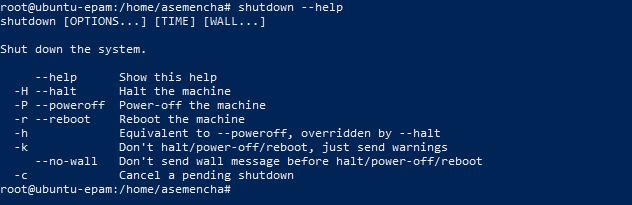 root@ubuntu-epam:/home/asemencha# shutdown --help
shutdown [OPTIONS...] [TIME] [WALL...]

Shut down the system.

     --help      Show this help
  -H --halt      Halt the machine
  -P --poweroff  Power-off the machine
  -r --reboot    Reboot the machine
  -h             Equivalent to --poweroff, overridden by --halt
  -k             Don't halt/power-off/reboot, just send warnings
     --no-wall   Don't send wall message before halt/power-off/reboot
  -c             Cancel a pending shutdown
root@ubuntu-epam:/home/asemencha#